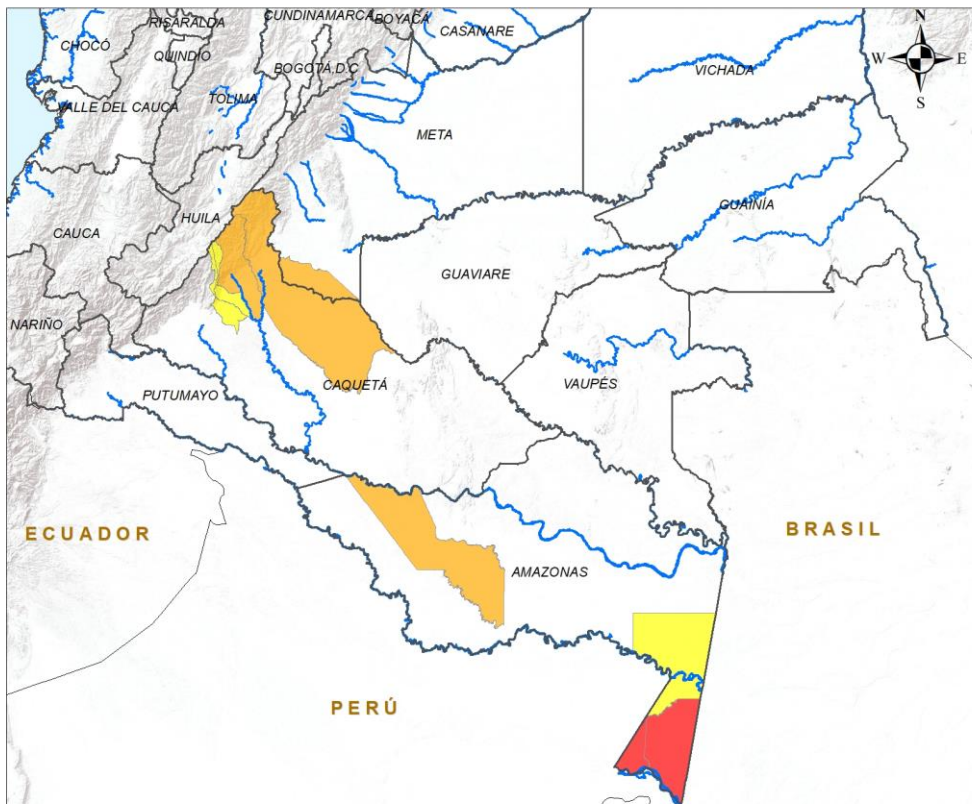 RISARALDA
CUNDINAMARCA
BOYACÁ
CASANARE
N
CHOCÓ
QUINDIO
BOGOTÁ,D.C
VICHADA
W
E
S
VALLE DEL CAUCA
TOLIMA
META
HUILA
GUAINÍA
CAUCA
GUAVIARE
NARIÑO
CAQUETÁ
VAUPÉS
PUTUMAYO
ECUADOR
BRASIL
AMAZONAS
PERÚ